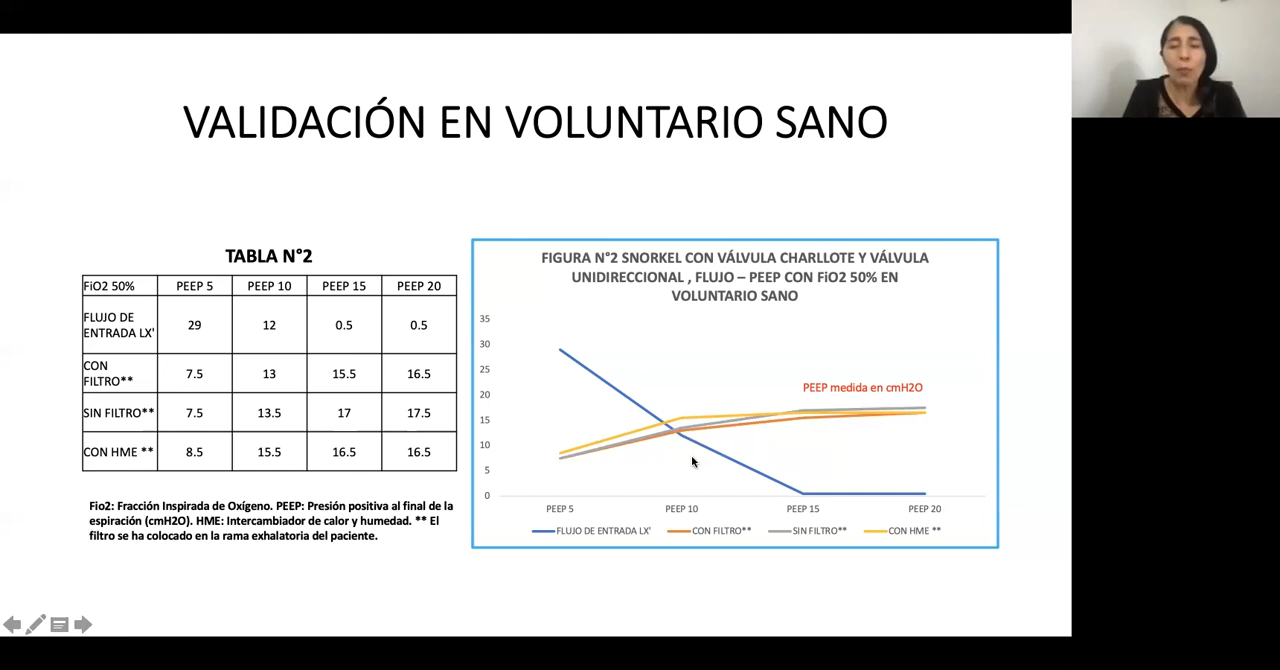 VALIDACIÓN EN VOLUNTARIO SANO
TABLA N°2
FiO2 50% PEEP 5 PEEP 10 PEEP 15 PEEP 20
FLUJO DE
ENTRADA LX' 29 12 0.5 0.5
CON
FILTRO** 7.5 13 15.5 16.5
SIN FILTRO** 7.5 13.5 17 17.5
CON HME ** 8.5 15.5 16.5 16.5
Fio2: Fracción Inspirada de Oxígeno. PEEP: Presión positiva al final de la
espiración (cmH2O). HME: Intercambiador de calor y humedad. ** El
filtro se ha colocado en la rama exhalatoria del paciente.
FIGURA N°2 SNORKEL CON VÁLVULA CHARLLOTE Y VÁLVULA
UNIDIRECCIONAL , FLUJO – PEEP CON FiO2 50% EN
VOLUNTARIO SANO
35
30
25
20
15
10
5
0
PEEP medida en cmH2O
PEEP 5 PEEP 10 PEEP 15 PEEP 20
FLUJO DE ENTRADA LX' CON FILTRO** SIN FILTRO** CON HME **